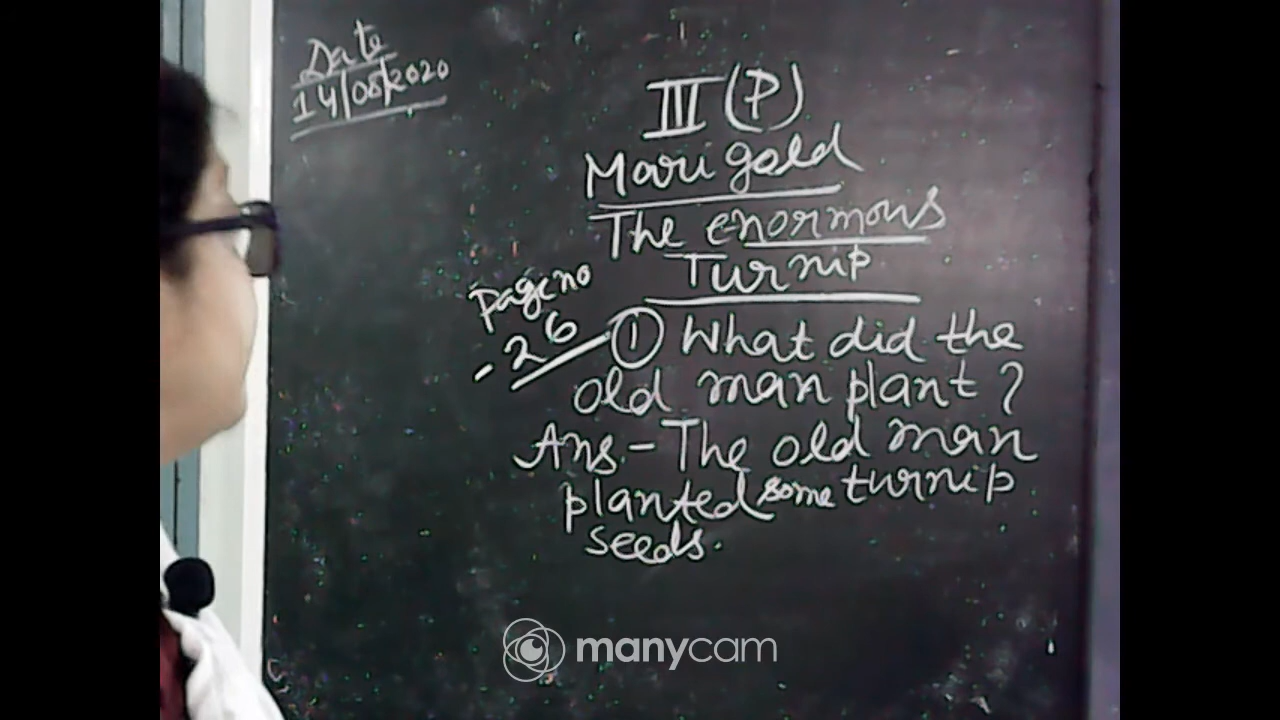 Date
14/08/2020
III (P)
Marigold
The enormous
Turnip
Page no
- 26
① What did the
old man plant ?
Ans - The old man
planted some turnip
seeds.
manycam